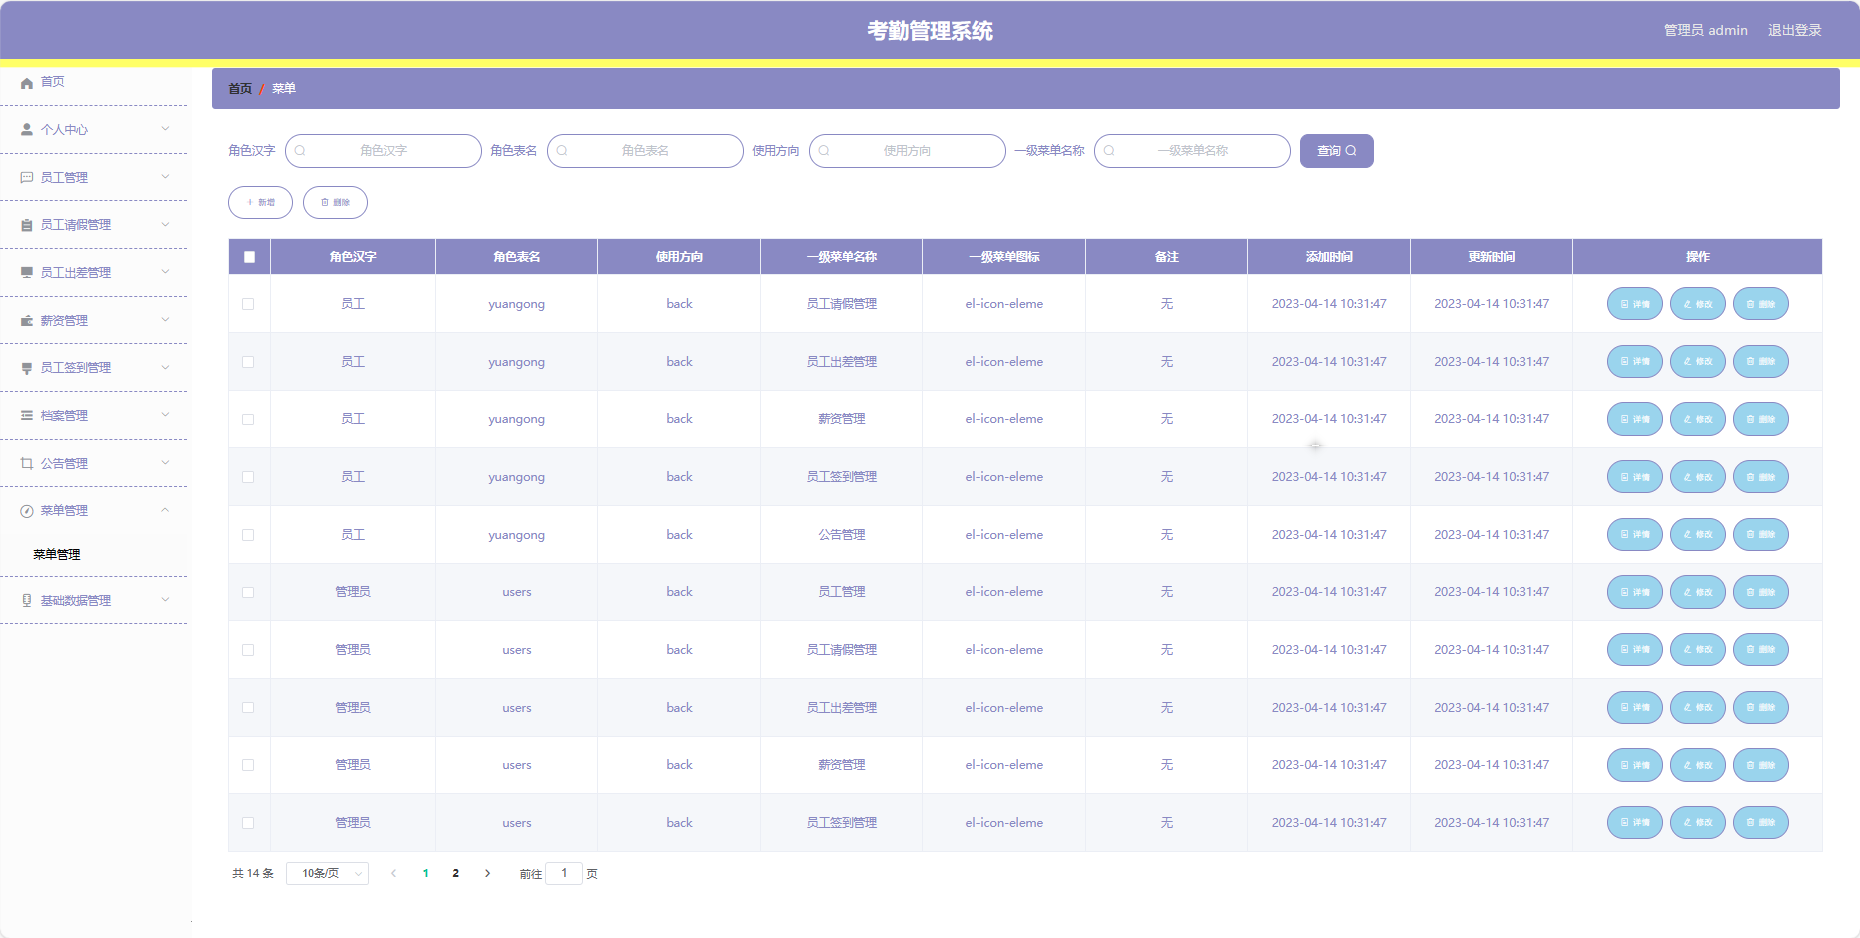 考勤管理系统
管理员 admin 退出登录
首页
个人中心
员工管理
员工请假管理
员工出差管理
薪资管理
员工签到管理
档案管理
公告管理
菜单管理
菜单管理
基础数据管理
首页 / 菜单
角色汉字 角色汉字 角色表名 角色表名 使用方向 使用方向 一级菜单名称 一级菜单名称 查询
新增 删除
角色汉字 角色表名 使用方向 一级菜单名称 一级菜单图标 备注 添加时间 更新时间 操作
员工 yuangong back 员工请假管理 el-icon-eleme 无 2023-04-14 10:31:47 2023-04-14 10:31:47 详情 修改 删除
员工 yuangong back 员工出差管理 el-icon-eleme 无 2023-04-14 10:31:47 2023-04-14 10:31:47 详情 修改 删除
员工 yuangong back 薪资管理 el-icon-eleme 无 2023-04-14 10:31:47 2023-04-14 10:31:47 详情 修改 删除
员工 yuangong back 员工签到管理 el-icon-eleme 无 2023-04-14 10:31:47 2023-04-14 10:31:47 详情 修改 删除
员工 yuangong back 公告管理 el-icon-eleme 无 2023-04-14 10:31:47 2023-04-14 10:31:47 详情 修改 删除
管理员 users back 员工管理 el-icon-eleme 无 2023-04-14 10:31:47 2023-04-14 10:31:47 详情 修改 删除
管理员 users back 员工请假管理 el-icon-eleme 无 2023-04-14 10:31:47 2023-04-14 10:31:47 详情 修改 删除
管理员 users back 员工出差管理 el-icon-eleme 无 2023-04-14 10:31:47 2023-04-14 10:31:47 详情 修改 删除
管理员 users back 薪资管理 el-icon-eleme 无 2023-04-14 10:31:47 2023-04-14 10:31:47 详情 修改 删除
管理员 users back 员工签到管理 el-icon-eleme 无 2023-04-14 10:31:47 2023-04-14 10:31:47 详情 修改 删除
共 14 条 10条/页 1 2 前往 1 页